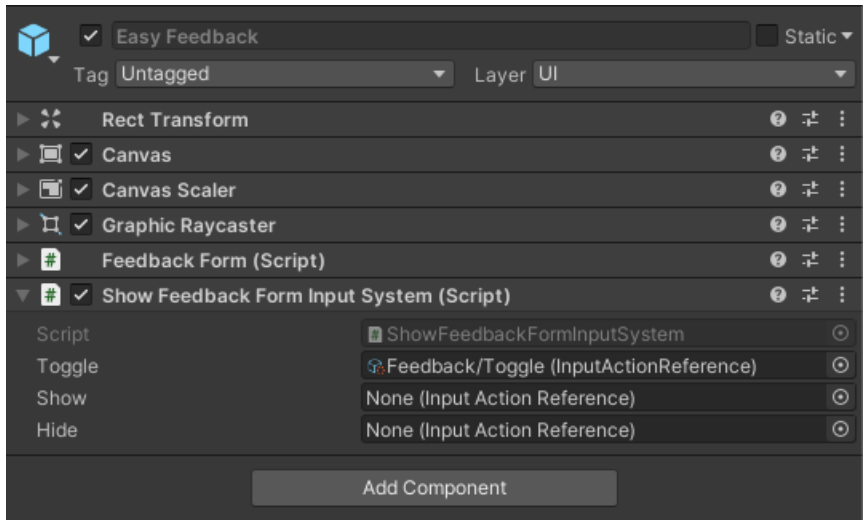 Easy Feedback Static
Tag Untagged Layer UI
Rect Transform
Canvas
Canvas Scaler
Graphic Raycaster
# Feedback Form (Script)
# Show Feedback Form Input System (Script)
Script # ShowFeedbackFormInputSystem
Toggle Feedback/Toggle (InputActionReference)
Show None (Input Action Reference)
Hide None (Input Action Reference)
Add Component